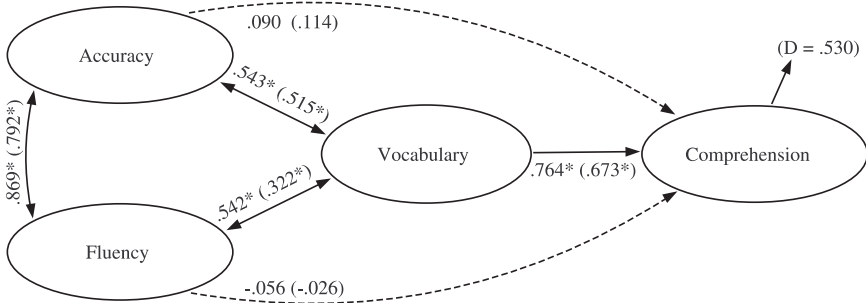 .090 (.114)
Accuracy
(D = .530)
.543* (.515*)
.869* (.792*)
Vocabulary
Comprehension
.764* (.673*)
.542* (.322*)
Fluency
-.056 (-.026)